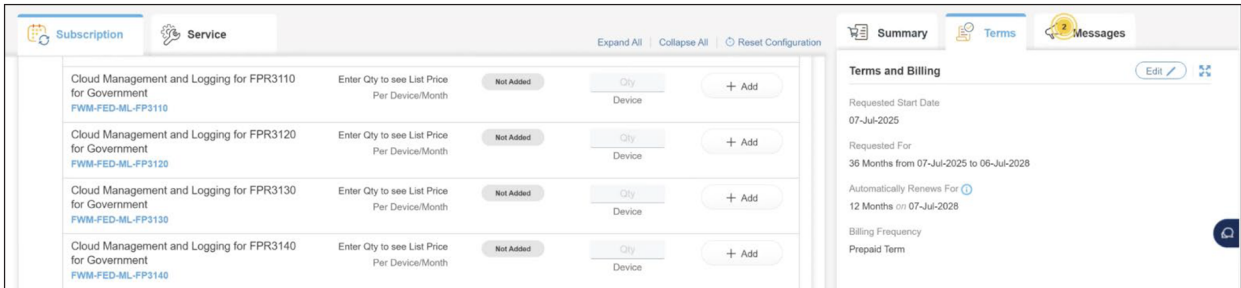 Subscription
Service
Expand All | Collapse All | Reset Configuration
Cloud Management and Logging for FPR3110
for Government
FWM-FED-ML-FP3110
Enter Qty to see List Price
Per Device/Month
Not Added
Qty
Device
+ Add
Cloud Management and Logging for FPR3120
for Government
FWM-FED-ML-FP3120
Enter Qty to see List Price
Per Device/Month
Not Added
Qty
Device
+ Add
Cloud Management and Logging for FPR3130
for Government
FWM-FED-ML-FP3130
Enter Qty to see List Price
Per Device/Month
Not Added
Qty
Device
+ Add
Cloud Management and Logging for FPR3140
for Government
FWM-FED-ML-FP3140
Enter Qty to see List Price
Per Device/Month
Not Added
Qty
Device
+ Add
Summary
Terms
2
Messages
Terms and Billing
Edit
Requested Start Date
07-Jul-2025
Requested For
36 Months from 07-Jul-2025 to 06-Jul-2028
Automatically Renews For
12 Months on 07-Jul-2028
Billing Frequency
Prepaid Term